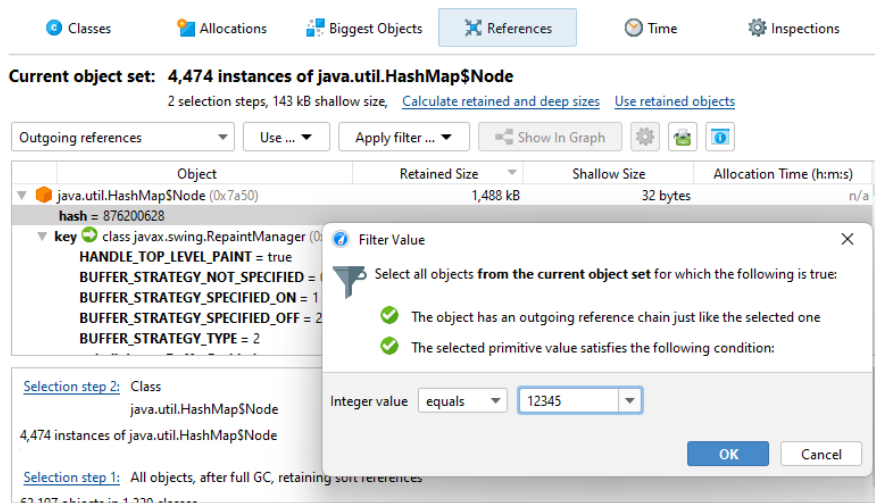 Classes Allocations Biggest Objects References Time Inspections
Current object set: 4,474 instances of java.util.HashMap$Node
2 selection steps, 143 kB shallow size, Calculate retained and deep sizes Use retained objects
Outgoing references Use ... Apply filter ... Show In Graph
Object Retained Size Shallow Size Allocation Time (h:m:s)
java.util.HashMap$Node (0x7a50) 1,488 kB 32 bytes n/a
hash = 876200628
key class javax.swing.RepaintManager
HANDLE_TOP_LEVEL_PAINT = true
BUFFER_STRATEGY_NOT_SPECIFIED =
BUFFER_STRATEGY_SPECIFIED_ON = 1
BUFFER_STRATEGY_SPECIFIED_OFF = 2
BUFFER_STRATEGY_TYPE = 2
Filter Value
Select all objects from the current object set for which the following is true:
The object has an outgoing reference chain just like the selected one
The selected primitive value satisfies the following condition:
Integer value equals 12345
OK Cancel
Selection step 2: Class
java.util.HashMap$Node
4,474 instances of java.util.HashMap$Node
Selection step 1: All objects, after full GC, retaining soft references